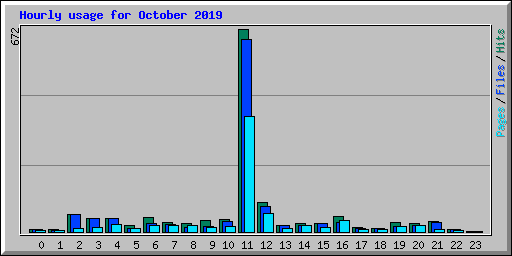 Hourly usage for October 2019
672
Pages/Files/Hits
0 1 2 3 4 5 6 7 8 9 10 11 12 13 14 15 16 17 18 19 20 21 22 23